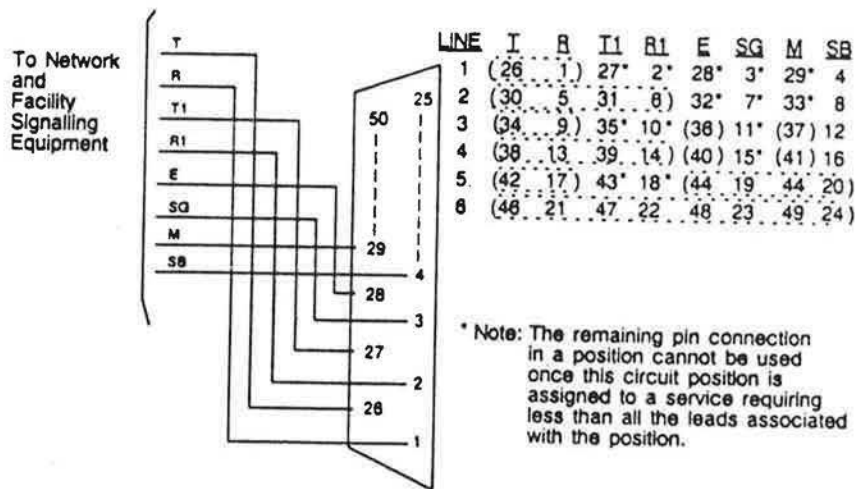 To Network
and
Facility
Signalling
Equipment
T
R
T1
R1
E
SG
M
SB
25
50
29
4
28
3
27
2
26
1
LINE T R T1 R1 E SG M SB
1 (26 1) 27* 2* 28* 3* 29* 4
2 (30 5 31 6) 32* 7* 33* 8
3 (34 9) 35* 10* (36) 11* (37) 12
4 (38 13 39 14) (40) 15* (41) 16
5 (42 17) 43* 18* (44 19 44 20)
6 (46 21 47 22 48 23 49 24)
* Note: The remaining pin connection
in a position cannot be used
once this circuit position is
assigned to a service requiring
less than all the leads associated
with the position.